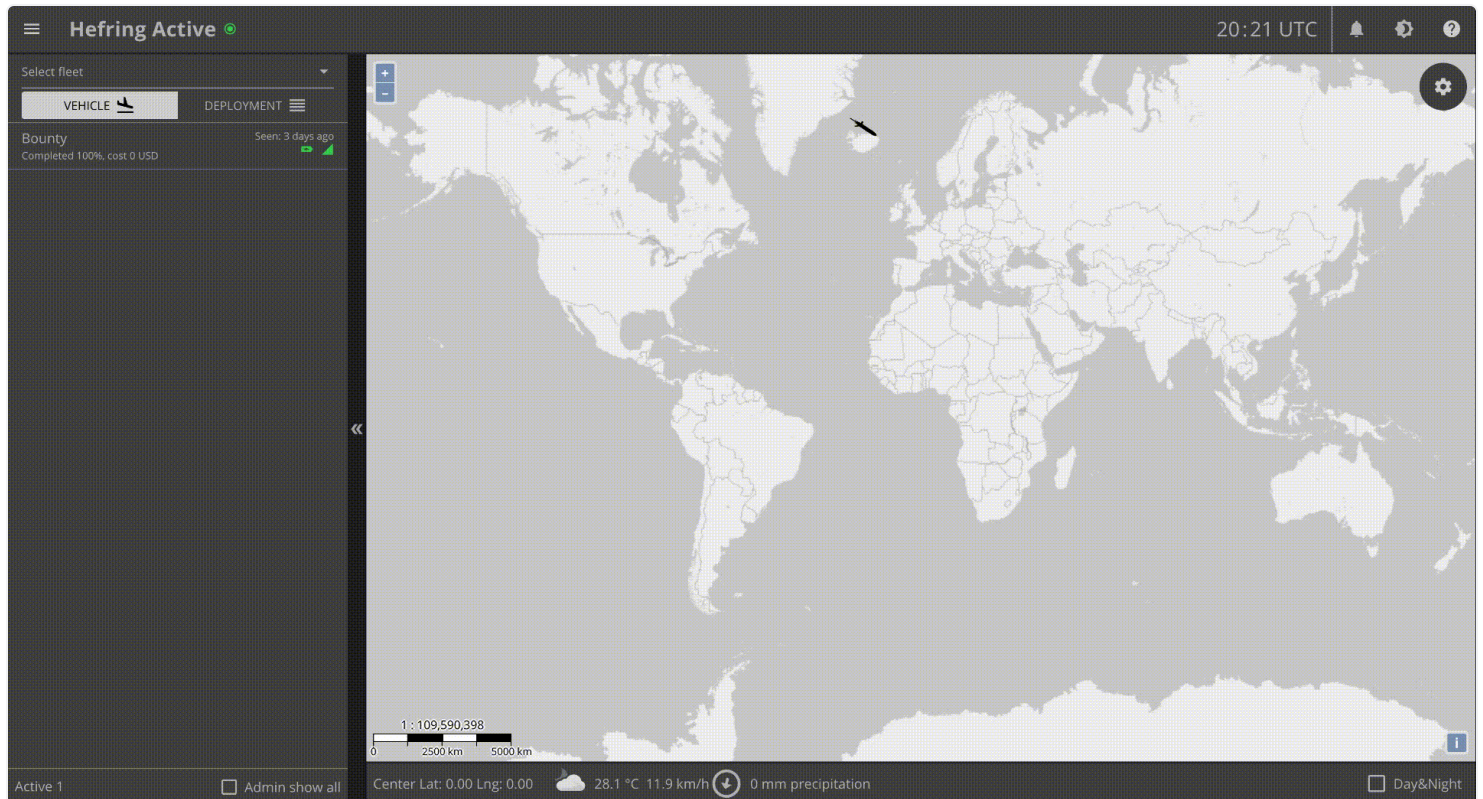 Hefring Active
20:21 UTC
Select fleet
VEHICLE
DEPLOYMENT
Bounty
Seen: 3 days ago
Completed 100%, cost 0 USD
+
-
«
1 : 109,590,398
0 2500 km 5000 km
i
Active 1
Admin show all
Center Lat: 0.00 Lng: 0.00
28.1 °C 11.9 km/h
0 mm precipitation
Day&Night